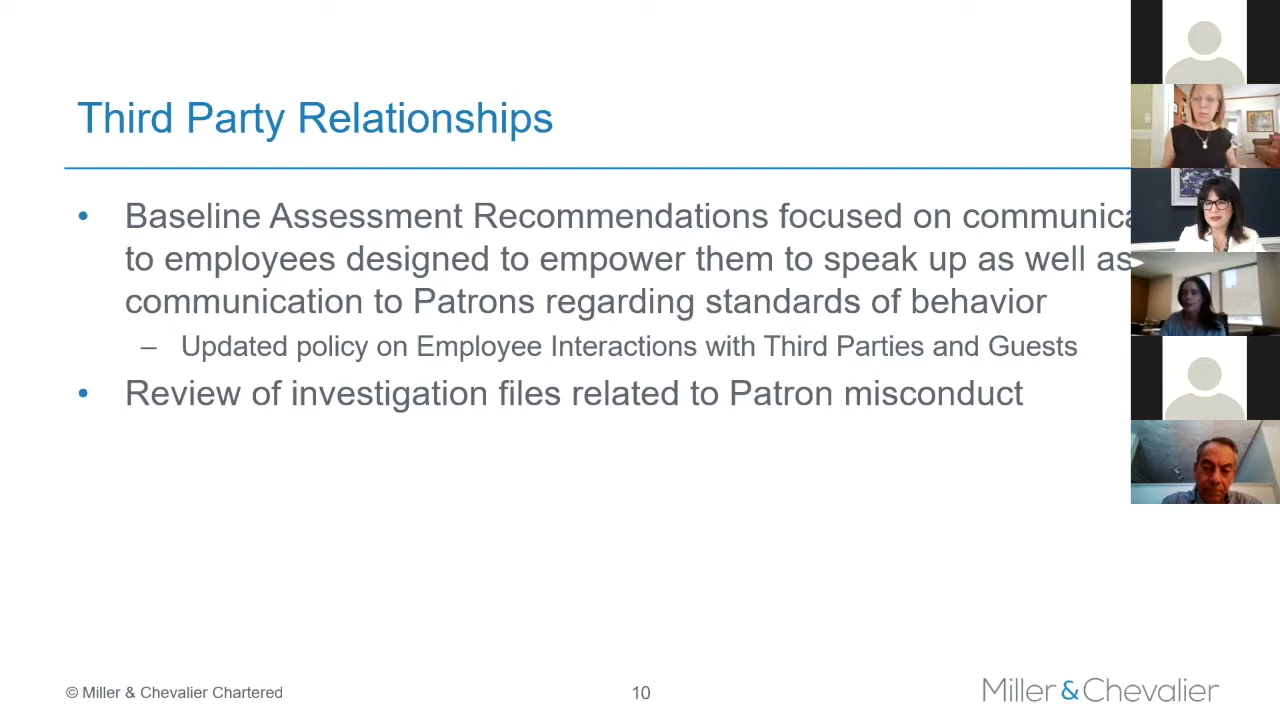 Third Party Relationships
• Baseline Assessment Recommendations focused on communica
to employees designed to empower them to speak up as well as
communication to Patrons regarding standards of behavior
– Updated policy on Employee Interactions with Third Parties and Guests
• Review of investigation files related to Patron misconduct
© Miller & Chevalier Chartered
10
Miller&Chevalier